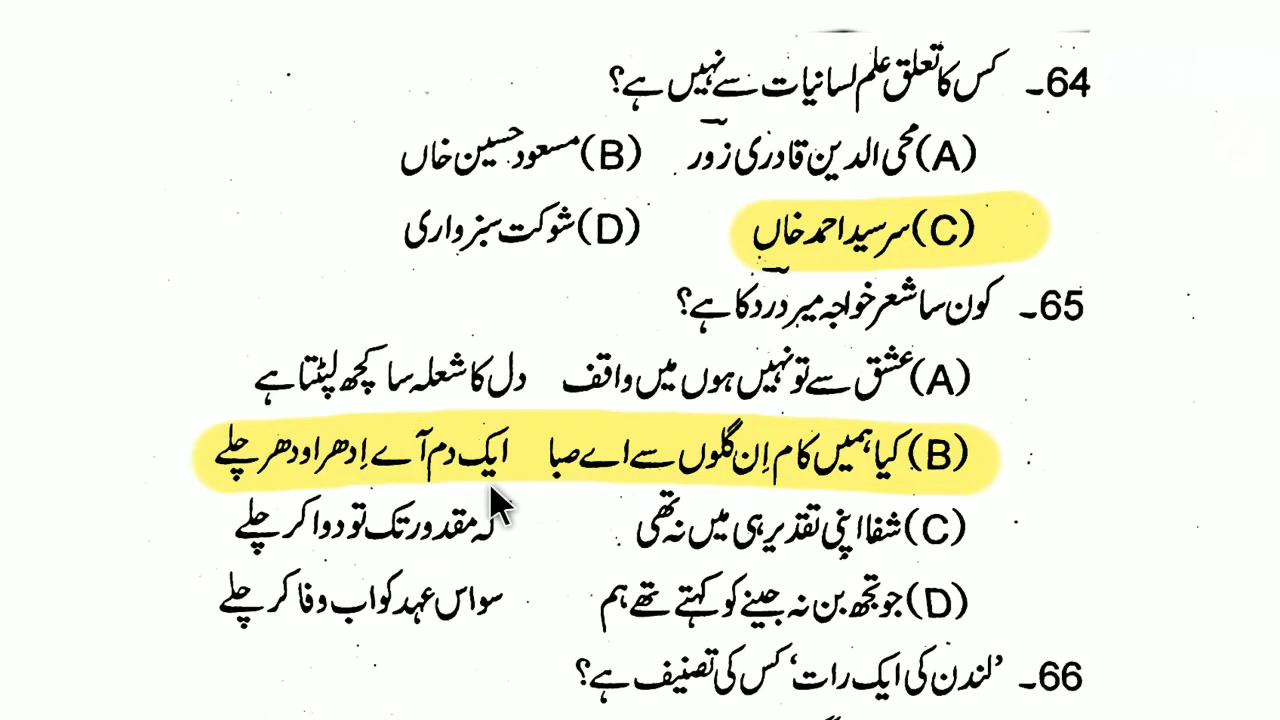 64۔ کس کا تعلق علم لسانیات سے نہیں ہے؟
(A) محی الدین قادری زور (B) مسعود حسین خاں
(C) سر سید احمد خاں (D) شوکت سبزواری
65۔ کون سا شعر خواجہ میر درد کا ہے؟
(A) عشق سے تو نہیں ہوں میں واقف دل کا شعلہ سا کچھ لپٹتا ہے
(B) کیا ہمیں کام اِن گلوں سے اے صبا ایک دم آے اِدھر اودھر چلے
(C) شفا اپنی تقدیر ہی میں نہ تھی کہ مقدور تک تو دوا کر چلے
(D) جو تجھ بن نہ جینے کو کہتے تھے ہم سو اس عہد کو اب وفا کر چلے
66۔ ’لندن کی ایک رات‘ کس کی تصنیف ہے؟